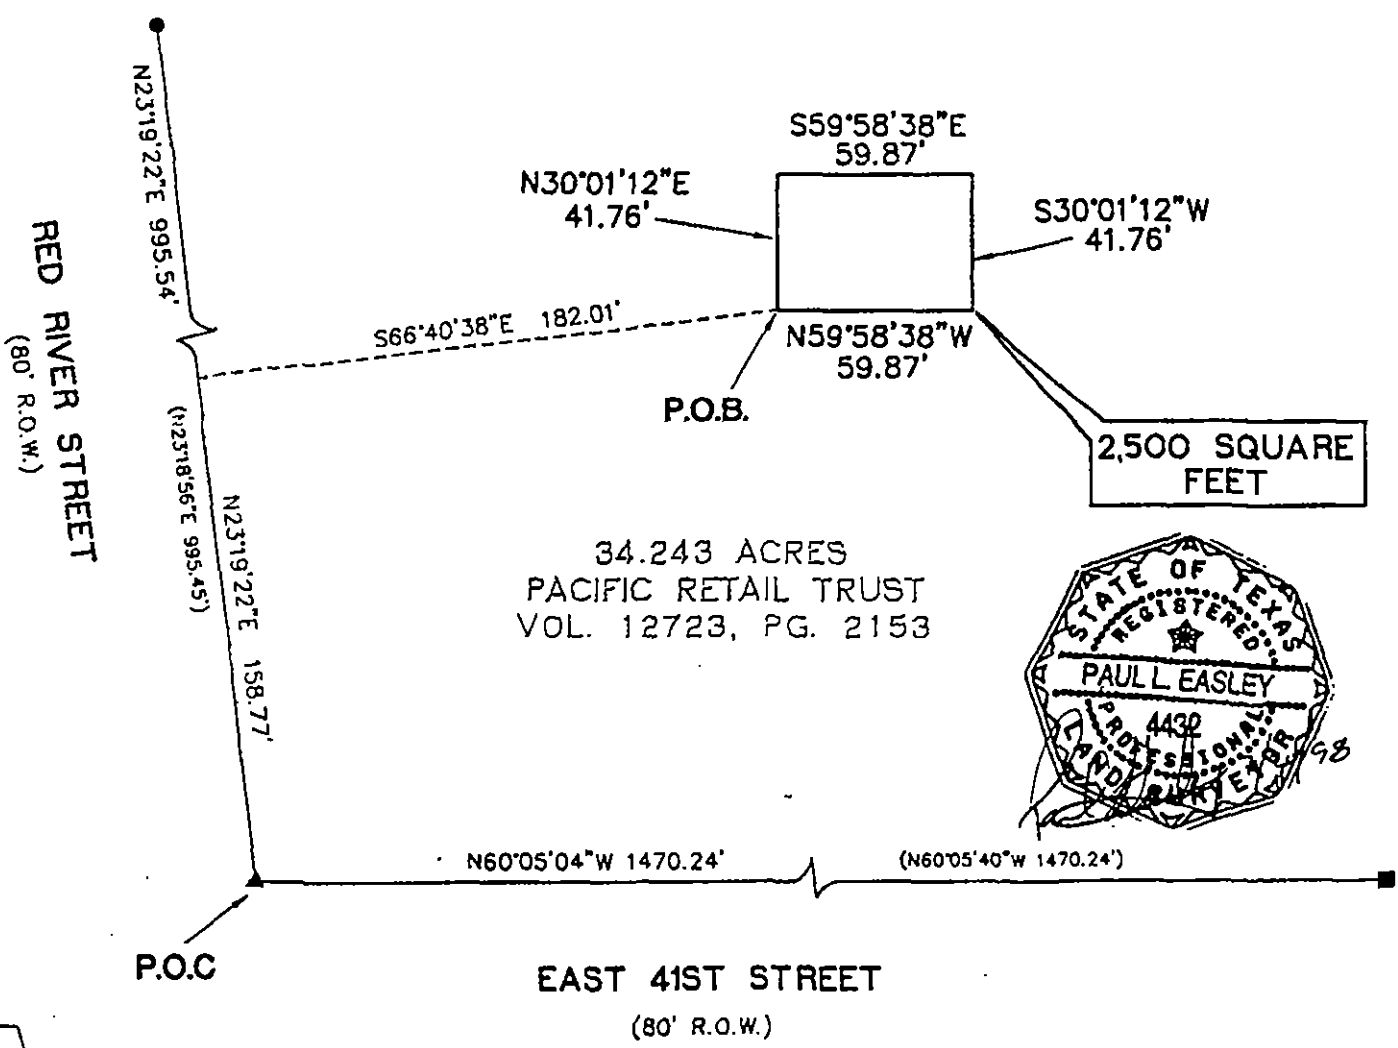 N23°19'22"E 995.54'
RED RIVER STREET
(80' R.O.W.)
S59°58'38"E
59.87'
N30°01'12"E
41.76'
S30°01'12"W
41.76'
S66°40'38"E 182.01'
N59°58'38"W
59.87'
P.O.B.
2,500 SQUARE
FEET
(N23°18'56"E 995.45')
N23°19'22"E 158.77'
34.243 ACRES
PACIFIC RETAIL TRUST
VOL. 12723, PG. 2153
STATE OF TEXAS
REGISTERED
PAUL L. EASLEY
4432
PROFESSIONAL
LAND SURVEYOR
98
N60°05'04"W 1470.24'
(N60°05'40"W 1470.24')
P.O.C
EAST 41ST STREET
(80' R.O.W.)